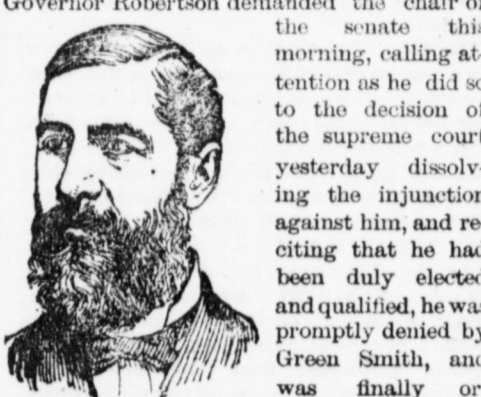 Governor Robertson demanded the chair of
the senate this
morning, calling at-
tention as he did so
to the decision of
the supreme court
yesterday dissolv-
ing the injunction
against him, and re-
citing that he had
been duly elected
and qualified, he was
promptly denied by
Green Smith, and
was finally or-